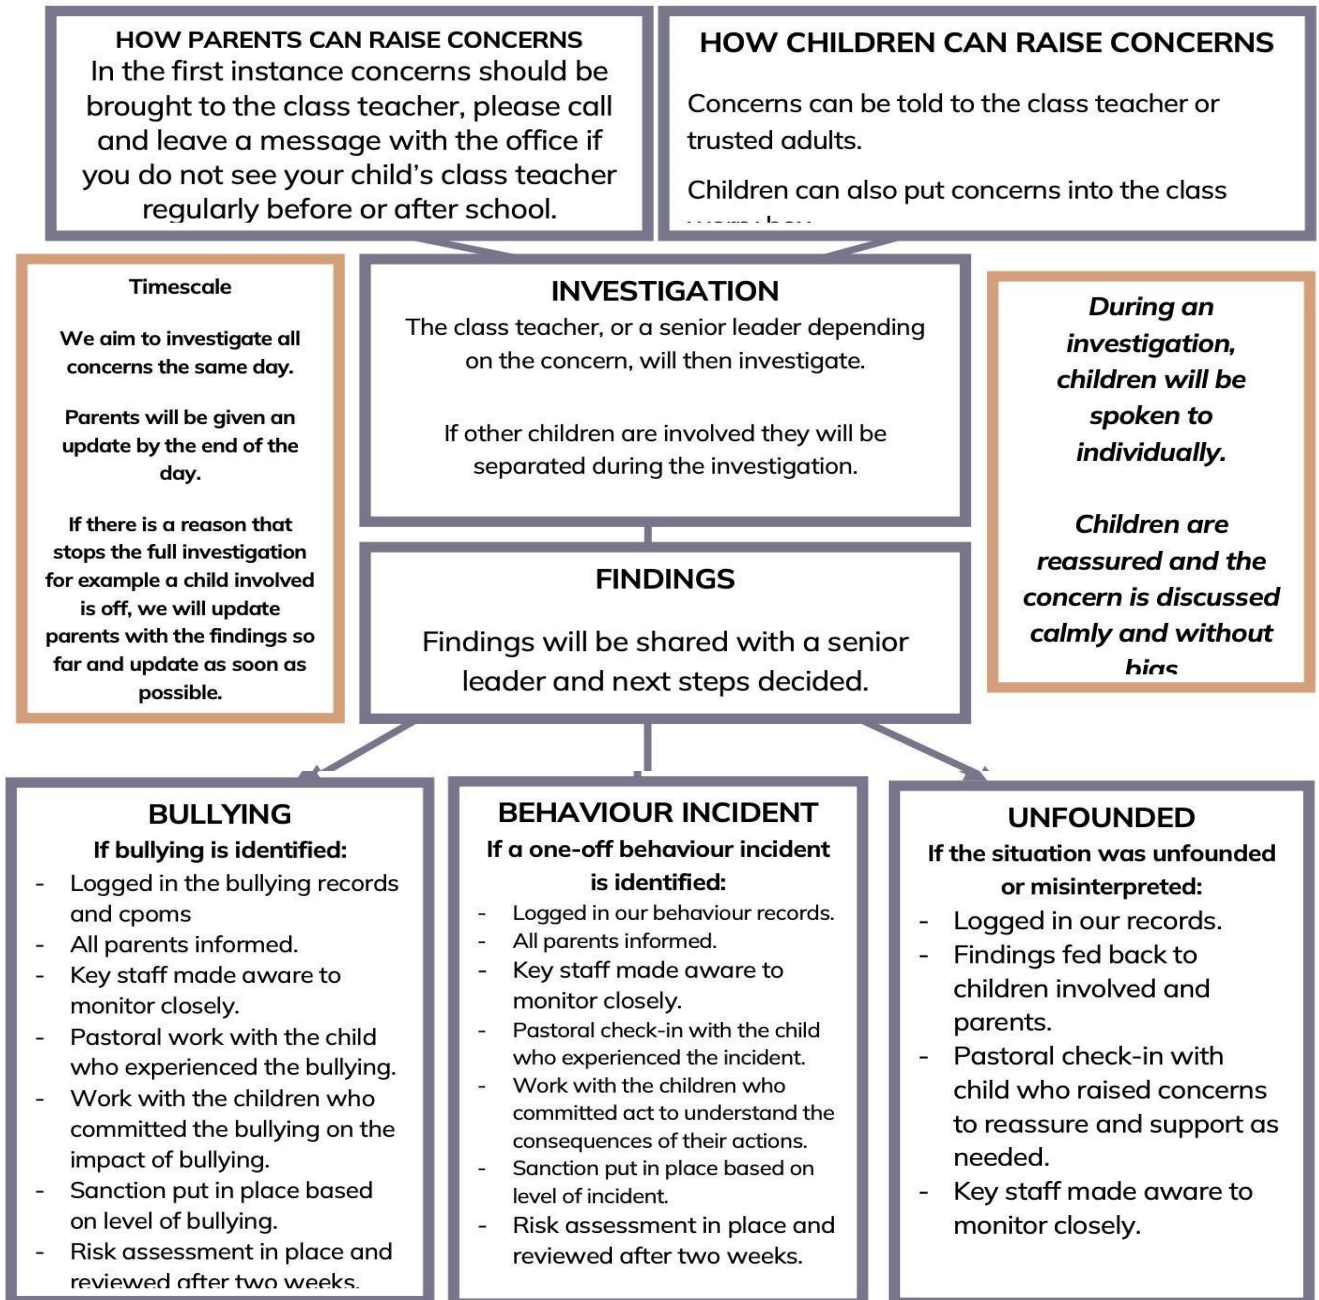 HOW PARENTS CAN RAISE CONCERNS
In the first instance concerns should be
brought to the class teacher, please call
and leave a message with the office if
you do not see your child's class teacher
regularly before or after school.
HOW CHILDREN CAN RAISE CONCERNS
Concerns can be told to the class teacher or
trusted adults.
Children can also put concerns into the class
Timescale
We aim to investigate all
concerns the same day.
Parents will be given an
update by the end of the
day.
If there is a reason that
stops the full investigation
for example a child involved
is off, we will update
parents with the findings so
far and update as soon as
possible.
INVESTIGATION
The class teacher, or a senior leader depending
on the concern, will then investigate.
If other children are involved they will be
separated during the investigation.
During an
investigation,
children will be
spoken to
individually.
Children are
reassured and the
concern is discussed
calmly and without
bias
FINDINGS
Findings will be shared with a senior
leader and next steps decided.
BULLYING
If bullying is identified:
- Logged in the bullying records
and cpoms
- All parents informed.
- Key staff made aware to
monitor closely.
- Pastoral work with the child
who experienced the bullying.
- Work with the children who
committed the bullying on the
impact of bullying.
- Sanction put in place based
on level of bullying.
- Risk assessment in place and
reviewed after two weeks.
BEHAVIOUR INCIDENT
If a one-off behaviour incident
is identified:
- Logged in our behaviour records.
- All parents informed.
- Key staff made aware to
monitor closely.
- Pastoral check-in with the child
who experienced the incident.
- Work with the children who
committed act to understand the
consequences of their actions.
- Sanction put in place based on
level of incident.
- Risk assessment in place and
reviewed after two weeks.
UNFOUNDED
If the situation was unfounded
or misinterpreted:
- Logged in our records.
- Findings fed back to
children involved and
parents.
- Pastoral check-in with
child who raised concerns
to reassure and support as
needed.
- Key staff made aware to
monitor closely.